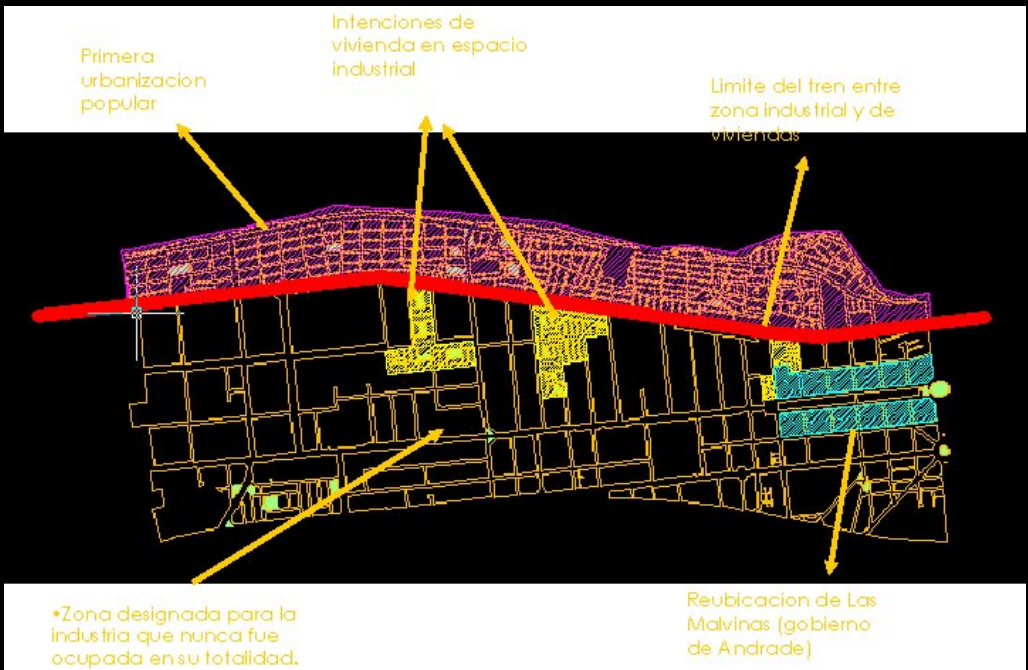 Intenciones de
vivienda en espacio
industrial
Primera
urbanizacion
popular
Limite del tren entre
zona industrial y de
viviendas
•Zona designada para la
industria que nunca fue
ocupada en su totalidad.
Reubicacion de Las
Malvinas (gobierno
de Andrade)